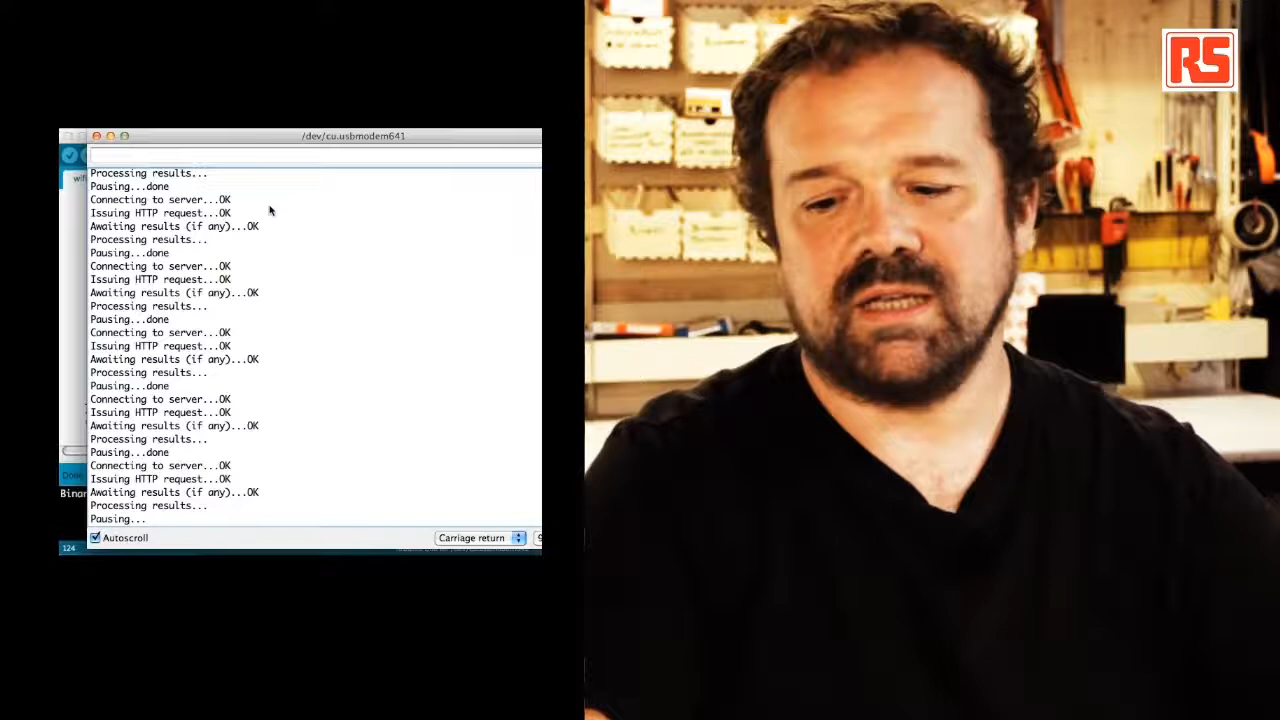 /dev/cu.usbmodem641
Processing results...
Pausing...done
Connecting to server...OK
Issuing HTTP request...OK
Awaiting results (if any)...OK
Processing results...
Pausing...done
Connecting to server...OK
Issuing HTTP request...OK
Awaiting results (if any)...OK
Processing results...
Pausing...done
Connecting to server...OK
Issuing HTTP request...OK
Awaiting results (if any)...OK
Processing results...
Pausing...done
Connecting to server...OK
Issuing HTTP request...OK
Awaiting results (if any)...OK
Processing results...
Pausing...done
Connecting to server...OK
Issuing HTTP request...OK
Awaiting results (if any)...OK
Processing results...
Pausing...
Autoscroll
Carriage return
Done
Binar
124
RS